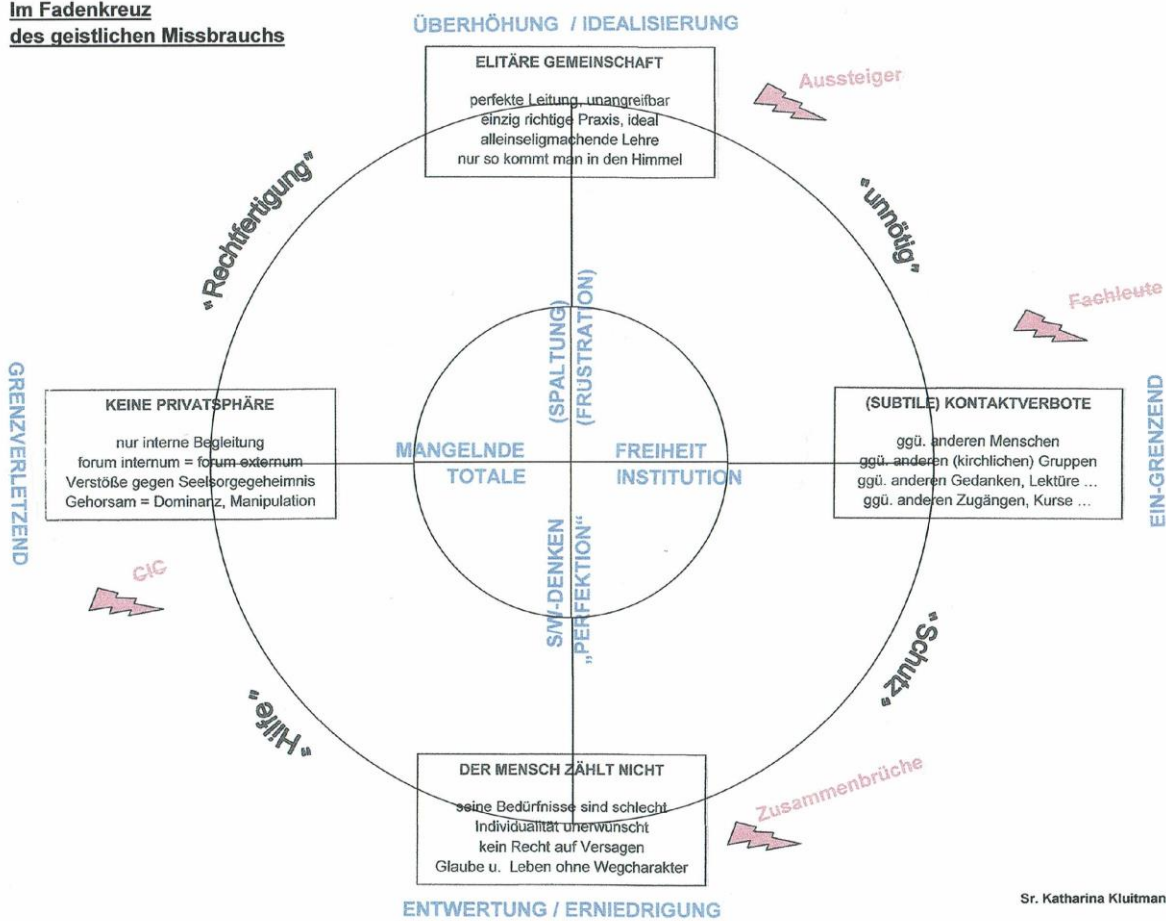 Im Fadenkreuz
des geistlichen Missbrauchs
ÜBERHÖHUNG / IDEALISIERUNG
ELITÄRE GEMEINSCHAFT
perfekte Leitung, unangreifbar
einzig richtige Praxis, ideal
alleinseligmachende Lehre
nur so kommt man in den Himmel
Aussteiger
"Rechtfertigung"
"unnötig"
Fachleute
(SPALTUNG)
(FRUSTRATION)
GRENZVERLETZEND
KEINE PRIVATSPHÄRE
nur interne Begleitung
forum internum = forum externum
Verstöße gegen Seelsorgegeheimnis
Gehorsam = Dominanz, Manipulation
MANGELNDE FREIHEIT
TOTALE INSTITUTION
(SUBTILE) KONTAKTVERBOTE
ggü. anderen Menschen
ggü. anderen (kirchlichen) Gruppen
ggü. anderen Gedanken, Lektüre ...
ggü. anderen Zugängen, Kurse ...
EIN-GRENZEND
S/W-DENKEN
„PERFEKTION“
CIC
"Hilfe"
"Schutz"
DER MENSCH ZÄHLT NICHT
seine Bedürfnisse sind schlecht
Individualität unerwünscht
kein Recht auf Versagen
Glaube u. Leben ohne Wegcharakter
Zusammenbrüche
ENTWERTUNG / ERNIEDRIGUNG
Sr. Katharina Kluitman